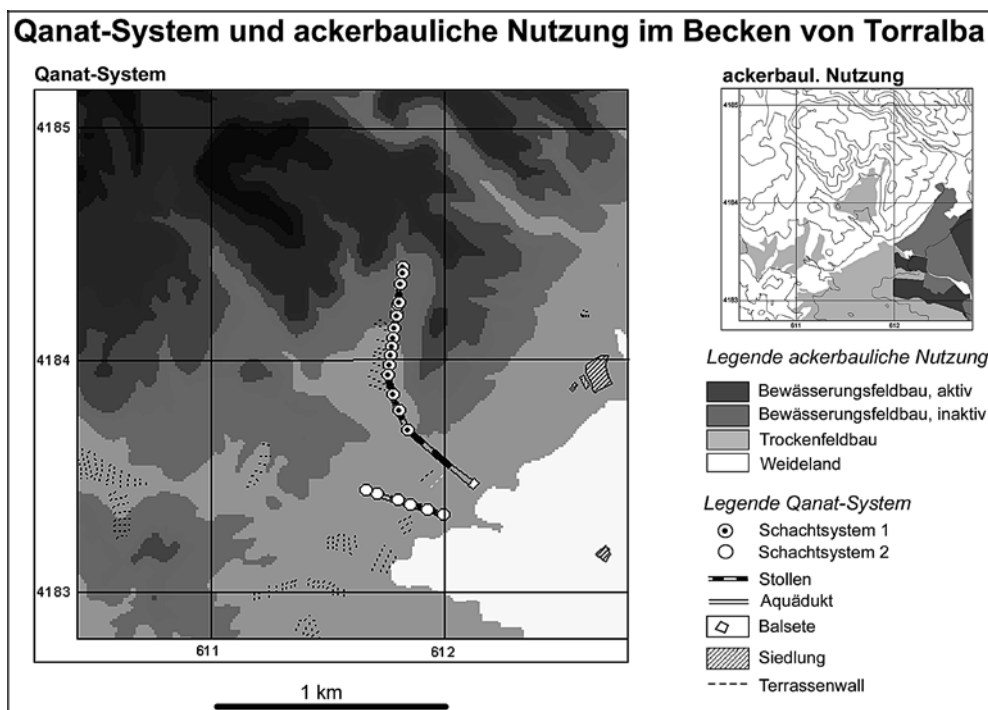 Qanat-System und ackerbauliche Nutzung im Becken von Torralba
Qanat-System
4185
4184
4183
611
612
1 km
ackerbaul. Nutzung
4185
4184
4183
611
612
Legende ackerbauliche Nutzung
Bewässerungsfeldbau, aktiv
Bewässerungsfeldbau, inaktiv
Trockenfeldbau
Weideland
Legende Qanat-System
Schachtsystem 1
Schachtsystem 2
Stollen
Aquädukt
Balsete
Siedlung
Terrassenwall